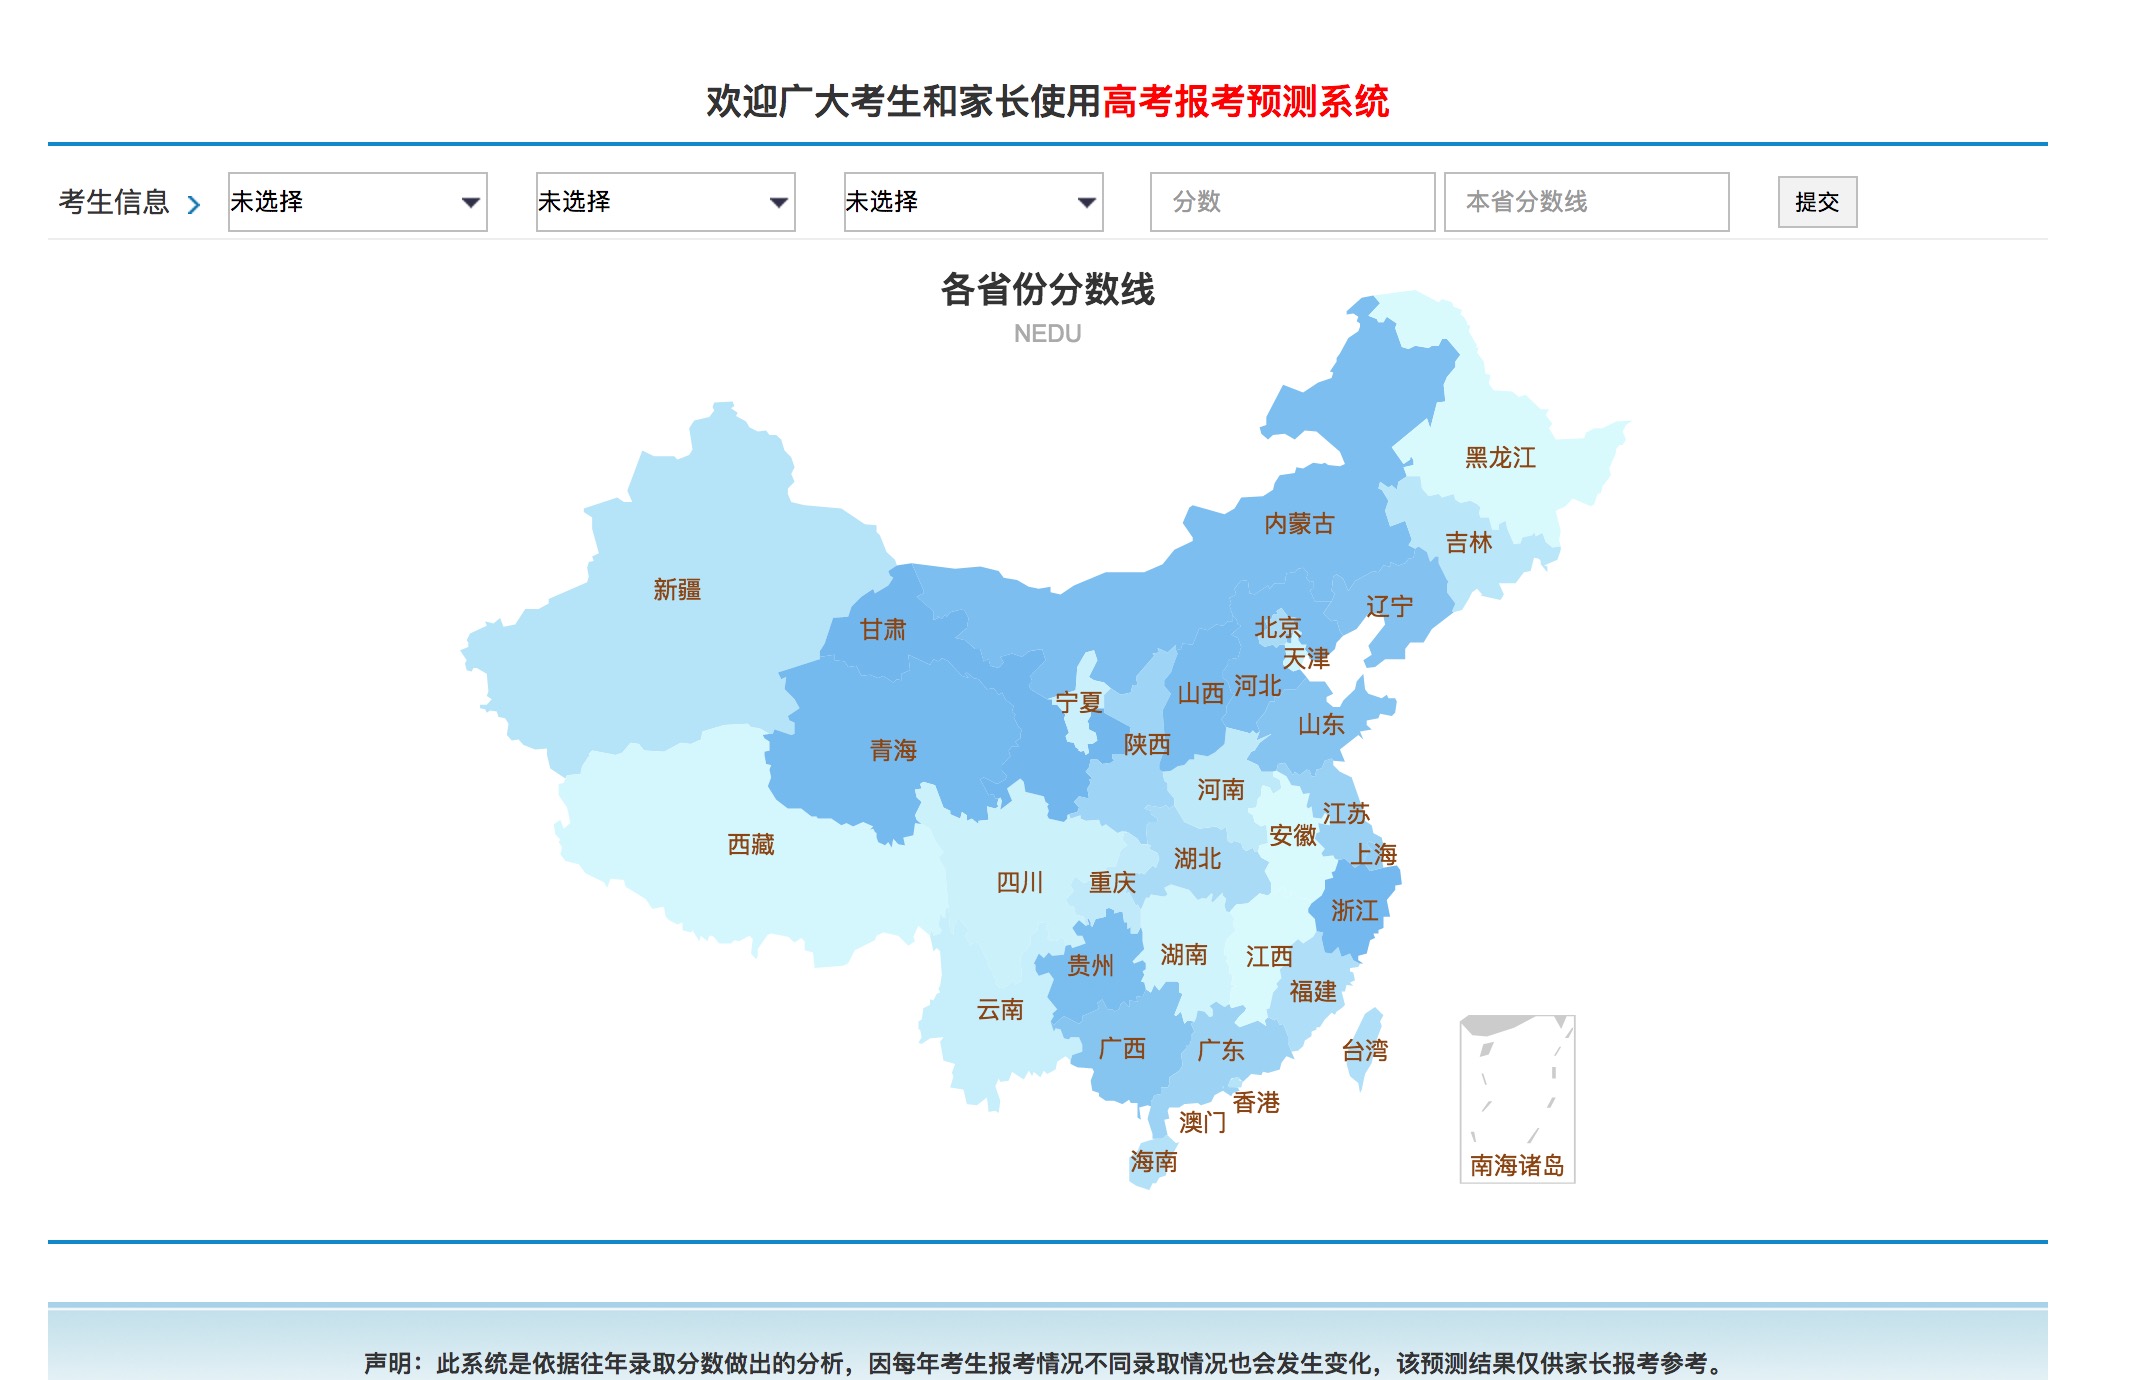 欢迎广大考生和家长使用高考报考预测系统
考生信息 未选择 未选择 未选择 分数 本省分数线 提交
各省份分数线
NEDU
黑龙江
内蒙古
吉林
新疆
辽宁
甘肃
北京
天津
河北
山西
宁夏
山东
陕西
青海
河南
江苏
安徽
西藏
上海
湖北
四川
重庆
浙江
湖南
江西
贵州
福建
云南
广西
广东
台湾
香港
澳门
海南
南海诸岛
声明：此系统是依据往年录取分数做出的分析，因每年考生报考情况不同录取情况也会发生变化，该预测结果仅供家长报考参考。